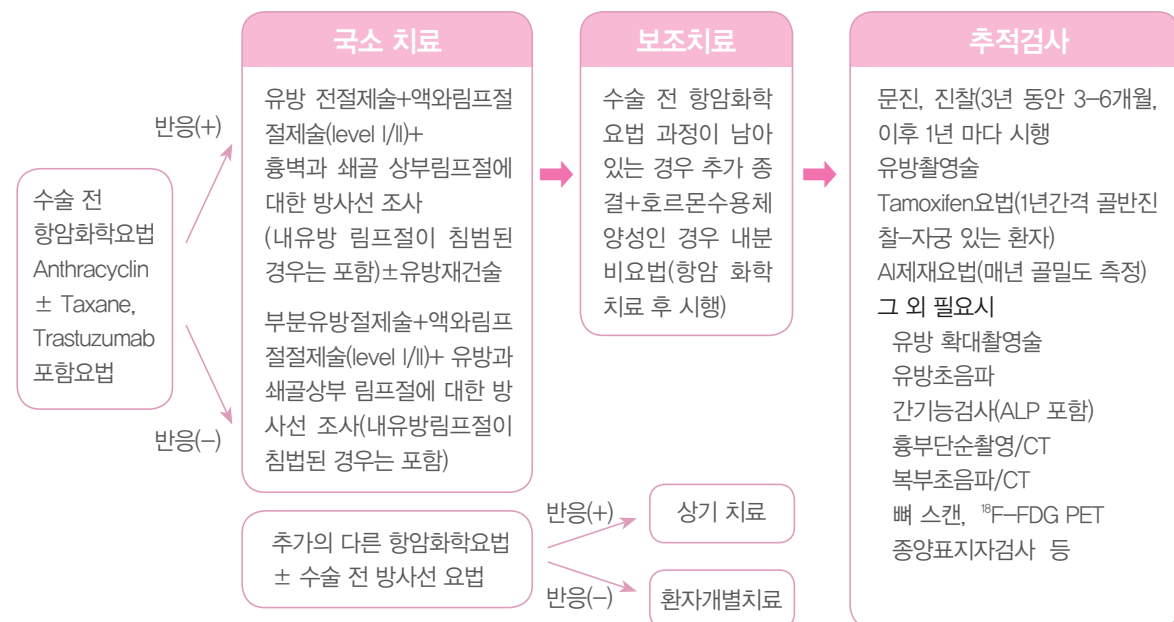 수술 전
항암화학요법
Anthracyclin
± Taxane,
Trastuzumab
포함요법
반응(+)
반응(-)
국소 치료
유방 전절제술+액와림프절
절제술(level I/II)+
흉벽과 쇄골 상부림프절에
대한 방사선 조사
(내유방 림프절이 침범된
경우는 포함)±유방재건술
부분유방절제술+액와림프
절절제술(level I/II)+ 유방과
쇄골상부 림프절에 대한 방
사선 조사(내유방림프절이
침법된 경우는 포함)
추가의 다른 항암화학요법
± 수술 전 방사선 요법
반응(+)
반응(-)
상기 치료
환자개별치료
보조치료
수술 전 항암화학
요법 과정이 남아
있는 경우 추가 종
결+호르몬수용체
양성인 경우 내분
비요법(항암 화학
치료 후 시행)
추적검사
문진, 진찰(3년 동안 3-6개월,
이후 1년 마다 시행
유방촬영술
Tamoxifen요법(1년간격 골반진
찰-자궁 있는 환자)
AI제재요법(매년 골밀도 측정)
그 외 필요시
유방 확대촬영술
유방초음파
간기능검사(ALP 포함)
흉부단순촬영/CT
복부초음파/CT
뼈 스캔, ¹⁸F-FDG PET
종양표지자검사 등